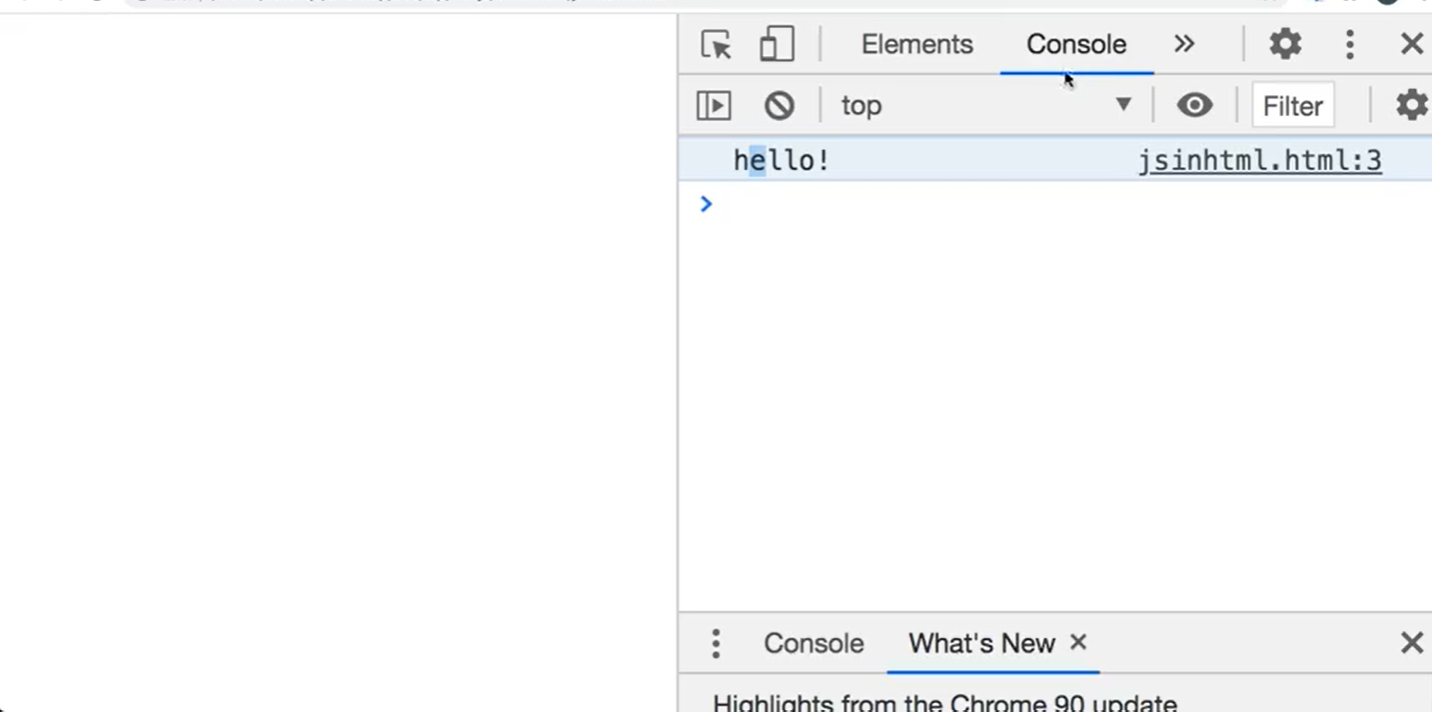 Elements Console
top Filter
hello! jsinhtml.html:3
Console What's New
Highlights from the Chrome 90 update